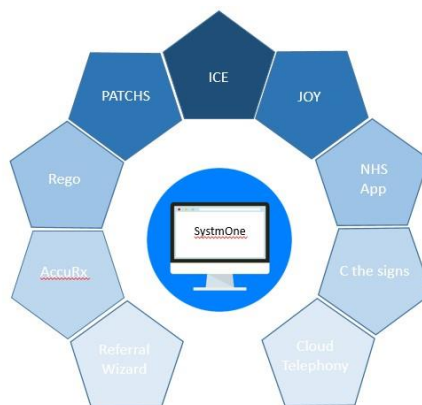 ICE
PATCHS
JOY
Rego
NHS
App
SystmOne
AccuRx
C the signs
Referral
Wizard
Cloud
Telephony